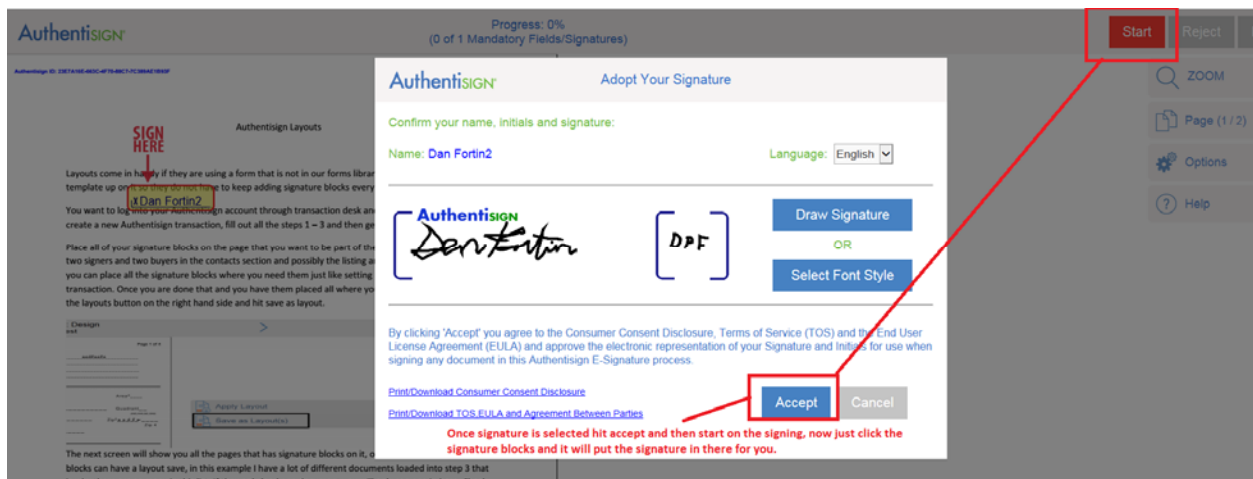 AuthentiSIGN
Progress: 0%
(0 of 1 Mandatory Fields/Signatures)
Start
Reject
Authentisign Layouts
SIGN
HERE
Layouts come in handy if they are using a form that is not in our forms librar
template up on it so they do not have to keep adding signature blocks every
x Dan Fortin2
You want to log into your Authentisign account through transaction desk an
create a new Authentisign transaction, fill out all the steps 1 – 3 and then ge
Place all of your signature blocks on the page that you want to be part of the
two signers and two buyers in the contacts section and possibly the listing a
you can place all the signature blocks where you need them just like setting
transaction. Once you are done that and you have them placed all where yo
the layouts button on the right hand side and hit save as layout.
Design
Apply Layout
Save as Layout(s)
The next screen will show you all the pages that has signature blocks on it, o
blocks can have a layout save, in this example I have a lot of different documents loaded into step 3 that
AuthentiSIGN
Adopt Your Signature
Confirm your name, initials and signature:
Name: Dan Fortin2
Language: English
AuthentiSIGN
Dan Fortin
DPF
Draw Signature
OR
Select Font Style
By clicking 'Accept' you agree to the Consumer Consent Disclosure, Terms of Service (TOS) and the End User
License Agreement (EULA) and approve the electronic representation of your Signature and Initials for use when
signing any document in this Authentisign E-Signature process.
Print/Download Consumer Consent Disclosure
Print/Download TOS,EULA and Agreement Between Parties
Accept
Cancel
Once signature is selected hit accept and then start on the signing, now just click the
signature blocks and it will put the signature in there for you.
ZOOM
Page (1 / 2)
Options
Help